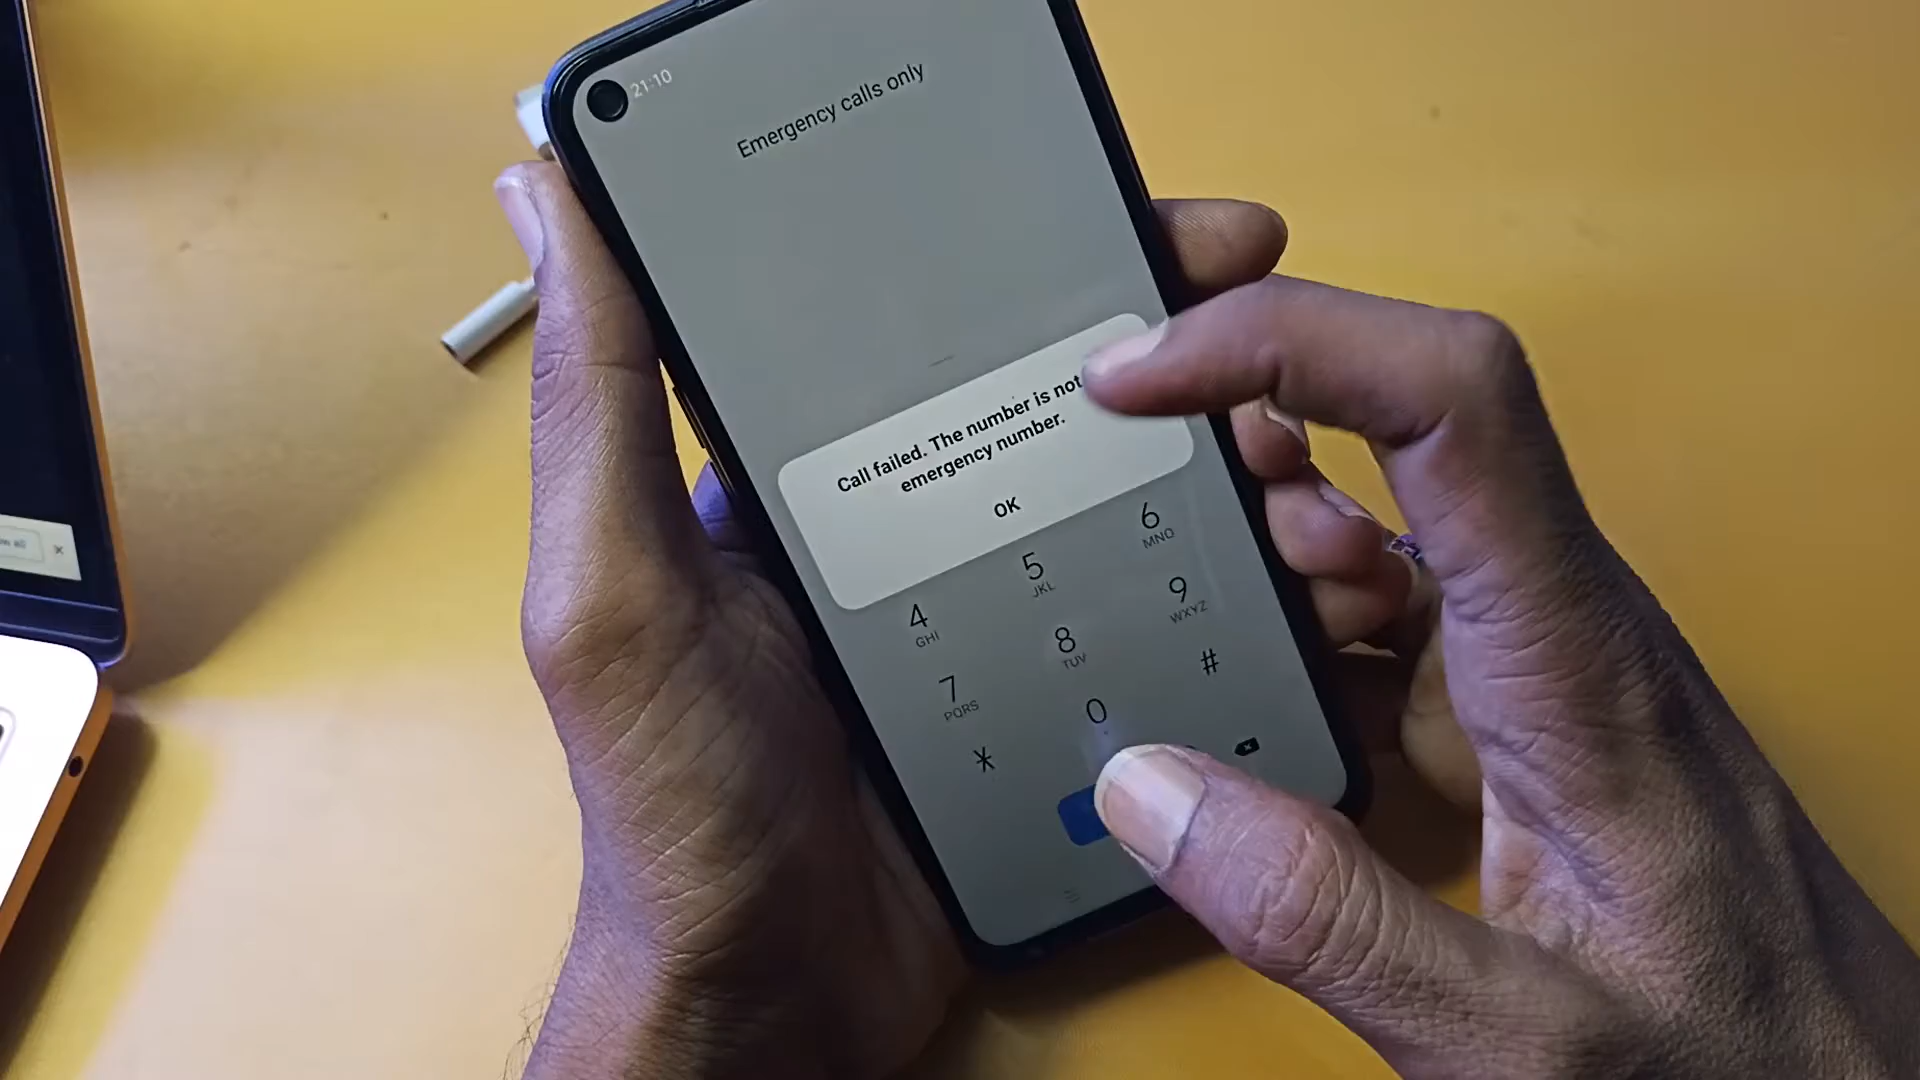 21:10
Emergency calls only
Call failed. The number is not
emergency number.
OK
4
GHI
5
JKL
6
MNO
7
PQRS
8
TUV
9
WXYZ
*
0
#